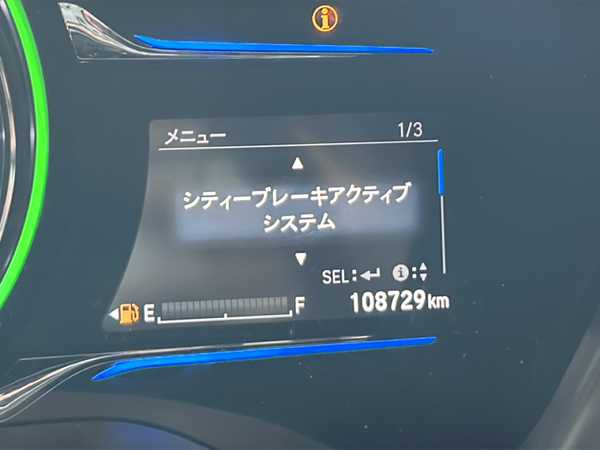 メニュー 1/3
シティーブレーキアクティブ
システム
SEL: i:
E F 108729km